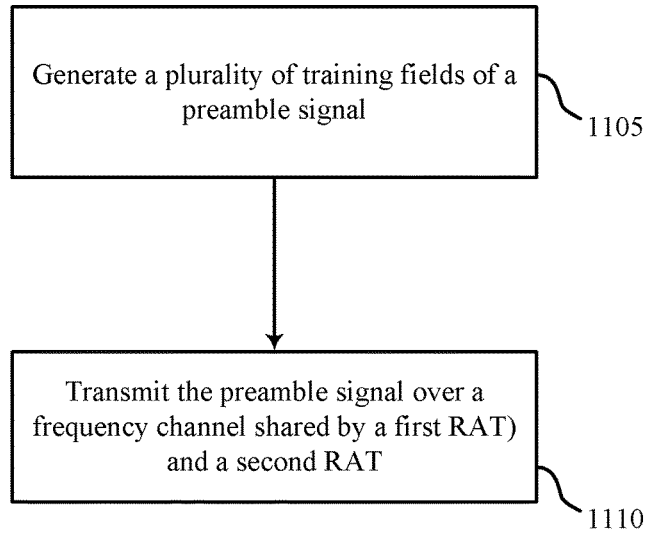 Generate a plurality of training fields of a
preamble signal
1105
Transmit the preamble signal over a
frequency channel shared by a first RAT)
and a second RAT
1110